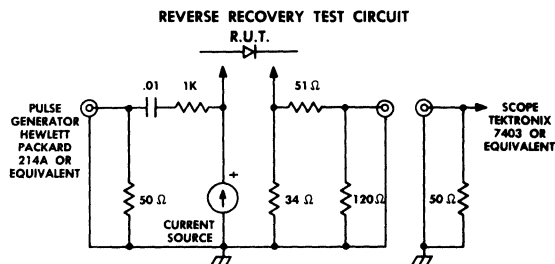 REVERSE RECOVERY TEST CIRCUIT
R.U.T.
.01
1K
51 Ω
PULSE
GENERATOR
HEWLETT
PACKARD
214A OR
EQUIVALENT
SCOPE
TEKTRONIX
7403 OR
EQUIVALENT
50 Ω
+
CURRENT
SOURCE
34 Ω
120Ω
50 Ω